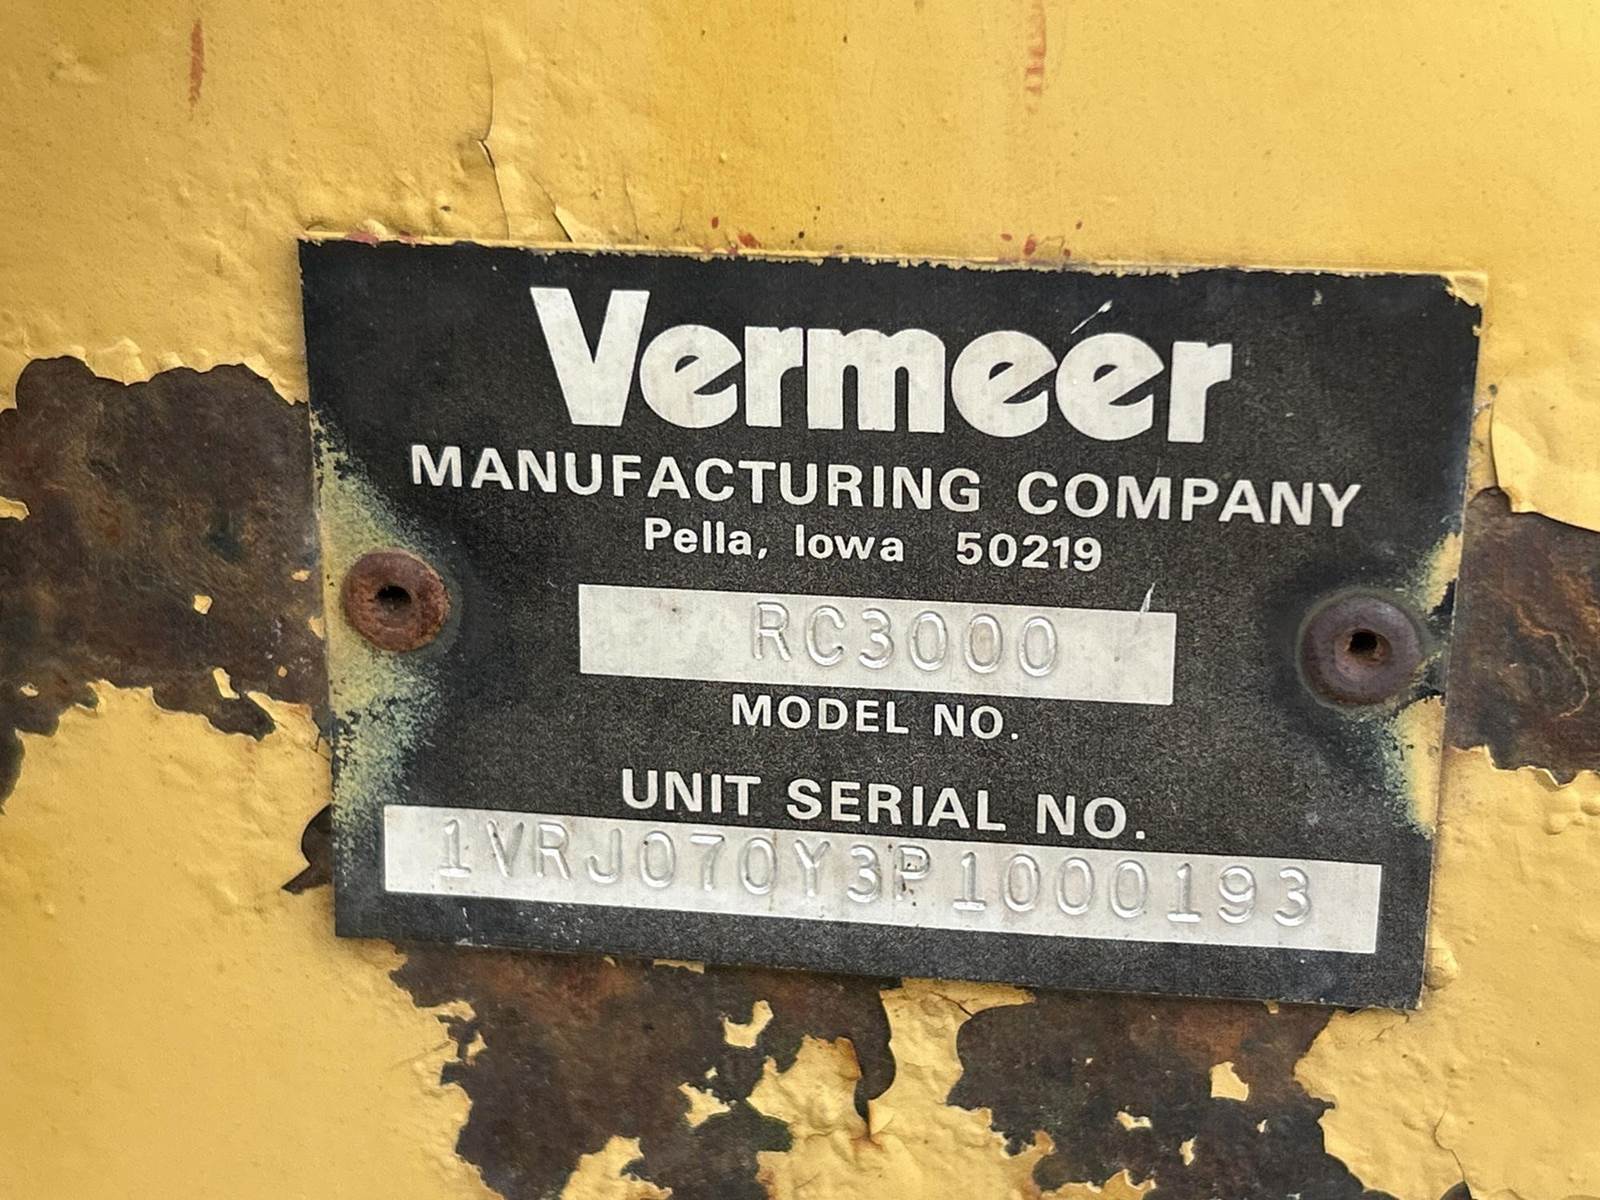 Vermeer
MANUFACTURING COMPANY
Pella, Iowa 50219
RC3000
MODEL NO.
UNIT SERIAL NO.
1VRJ070Y3P1000193